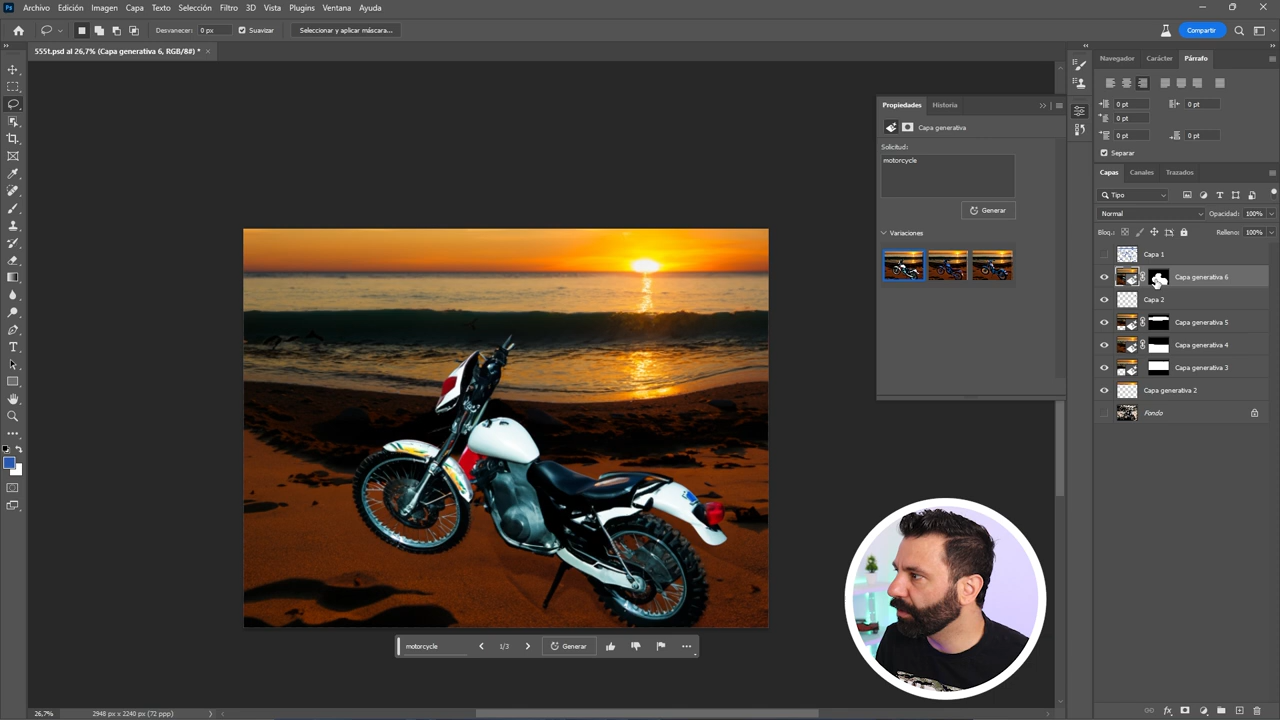 Ps Archivo Edición Imagen Capa Texto Selección Filtro 3D Vista Plugins Ventana Ayuda
Desvanecer: 0 px Suavizar Seleccionar y aplicar máscara... Compartir
555t.psd al 26,7% (Capa generativa 6, RGB/8#) *
Navegador Carácter Párrafo
0 pt 0 pt
0 pt
0 pt 0 pt
Separar
Propiedades Historia
Capa generativa
Solicitud:
motorcycle
Generar
Variaciones
Capas Canales Trazados
Tipo
Normal Opacidad: 100%
Bloq.: Relleno: 100%
Capa 1
Capa generativa 6
Capa 2
Capa generativa 5
Capa generativa 4
Capa generativa 3
Capa generativa 2
Fondo
motorcycle 1/3 Generar
26,7% 2948 px x 2240 px (72 ppp)